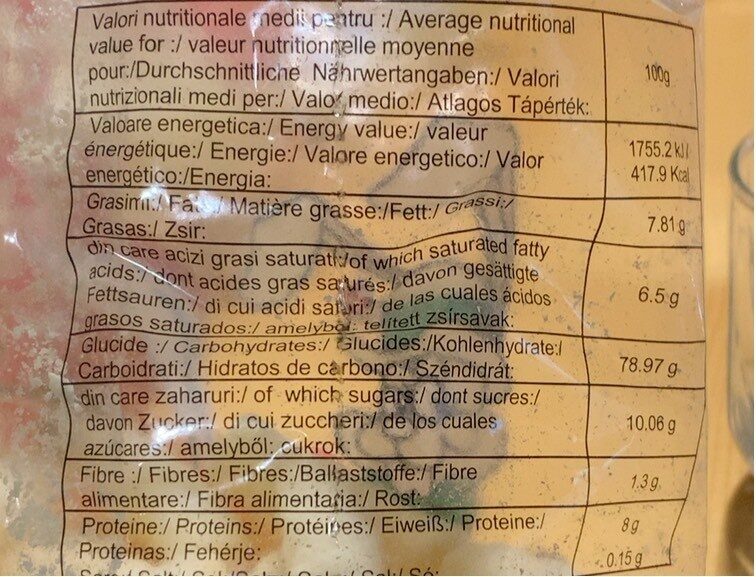 Valori nutritionale medii pentru :/ Average nutritional
value for :/ valeur nutritionnelle moyenne
pour:/Durchschnittliche Nährwertangaben:/ Valori
nutrizionali medi per:/ Valor medio:/ Átlagos Tápérték:
100g
Valoare energetica:/ Energy value:/ valeur
énergétique:/ Energie:/ Valore energetico:/ Valor
energético:/Energia:
1755.2 kJ/
417.9 Kcal
Grasimi:/ / Matière grasse:/Fett:/ Grassi:/
Grasas:/ Zsír:
7.81 g
din care acizi grasi saturati:/of which saturated fatty
acids:/ dont acides gras saturés:/ davon gesättigte
Fettsauren:/ di cui acidi saturi:/ de las cuales ácidos
grasos saturados:/ amelyböl: telített zsírsavak:
6.5 g
Glucide :/ Carbohydrates:/ Glucides:/Kohlenhydrate:/
Carboidrati:/ Hidratos de carbono:/ Széndidrát:
78.97 g
din care zaharuri:/ of which sugars:/ dont sucres:/
davon Zucker:/ di cui zuccheri:/ de los cuales
azúcares:/ amelyből: cukrok:
10.06 g
Fibre :/ Fibres:/ Fibres:/Ballaststoffe:/ Fibre
alimentare:/ Fibra alimentaria:/ Rost:
1.3 g
Proteine:/ Proteins:/ Protéines:/ Eiweiß:/ Proteine:/
Proteinas:/ Fehérje:
8 g
0.15 g